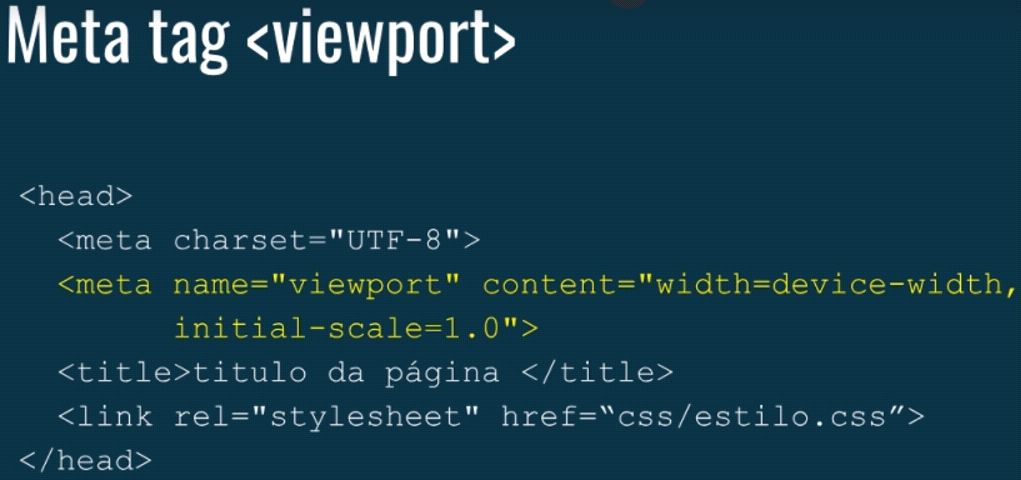 Meta tag <viewport>
<head>
<meta charset="UTF-8">
<meta name="viewport" content="width=device-width,
initial-scale=1.0">
<title>titulo da página </title>
<link rel="stylesheet" href=“css/estilo.css”>
</head>